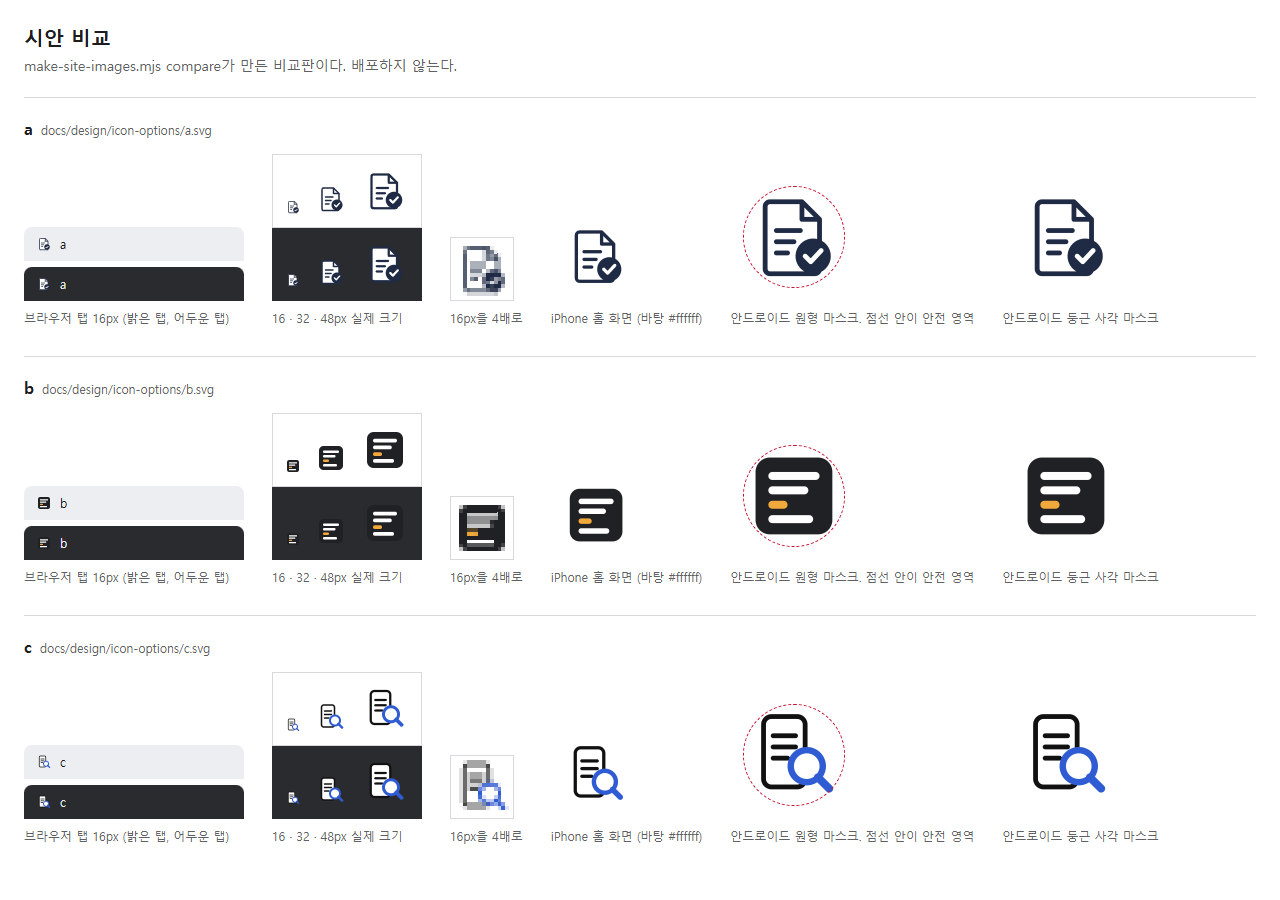 시안 비교
make-site-images.mjs compare가 만든 비교판이다. 배포하지 않는다.
a docs/design/icon-options/a.svg
a
a
브라우저 탭 16px (밝은 탭, 어두운 탭)
16 · 32 · 48px 실제 크기
16px을 4배로
iPhone 홈 화면 (바탕 #ffffff)
안드로이드 원형 마스크. 점선 안이 안전 영역
안드로이드 둥근 사각 마스크
b docs/design/icon-options/b.svg
b
b
브라우저 탭 16px (밝은 탭, 어두운 탭)
16 · 32 · 48px 실제 크기
16px을 4배로
iPhone 홈 화면 (바탕 #ffffff)
안드로이드 원형 마스크. 점선 안이 안전 영역
안드로이드 둥근 사각 마스크
c docs/design/icon-options/c.svg
c
c
브라우저 탭 16px (밝은 탭, 어두운 탭)
16 · 32 · 48px 실제 크기
16px을 4배로
iPhone 홈 화면 (바탕 #ffffff)
안드로이드 원형 마스크. 점선 안이 안전 영역
안드로이드 둥근 사각 마스크